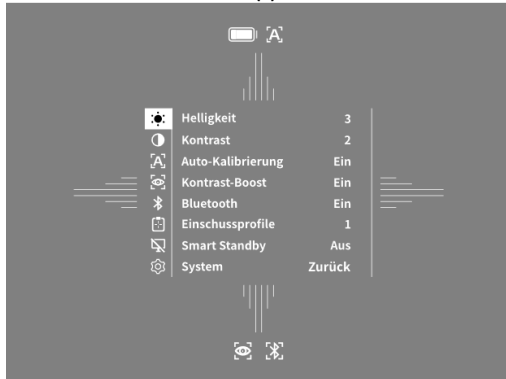 [A]
Helligkeit 3
Kontrast 2
[A] Auto-Kalibrierung Ein
Kontrast-Boost Ein
Bluetooth Ein
Einschussprofile 1
Smart Standby Aus
System Zurück